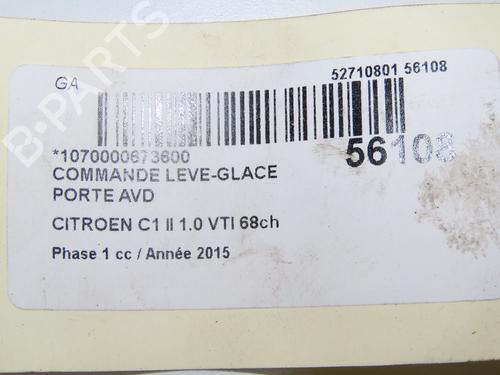 GA
52710801 56108
*1070000673600
56108
COMMANDE LEVE-GLACE
PORTE AVD
CITROEN C1 II 1.0 VTI 68ch
Phase 1 cc / Année 2015
B-PARTS